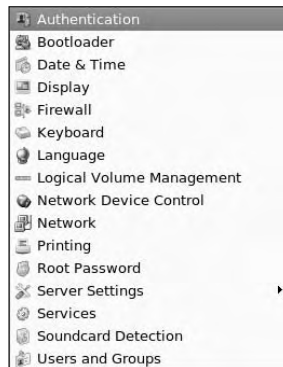 Authentication
Bootloader
Date & Time
Display
Firewall
Keyboard
Language
Logical Volume Management
Network Device Control
Network
Printing
Root Password
Server Settings
Services
Soundcard Detection
Users and Groups